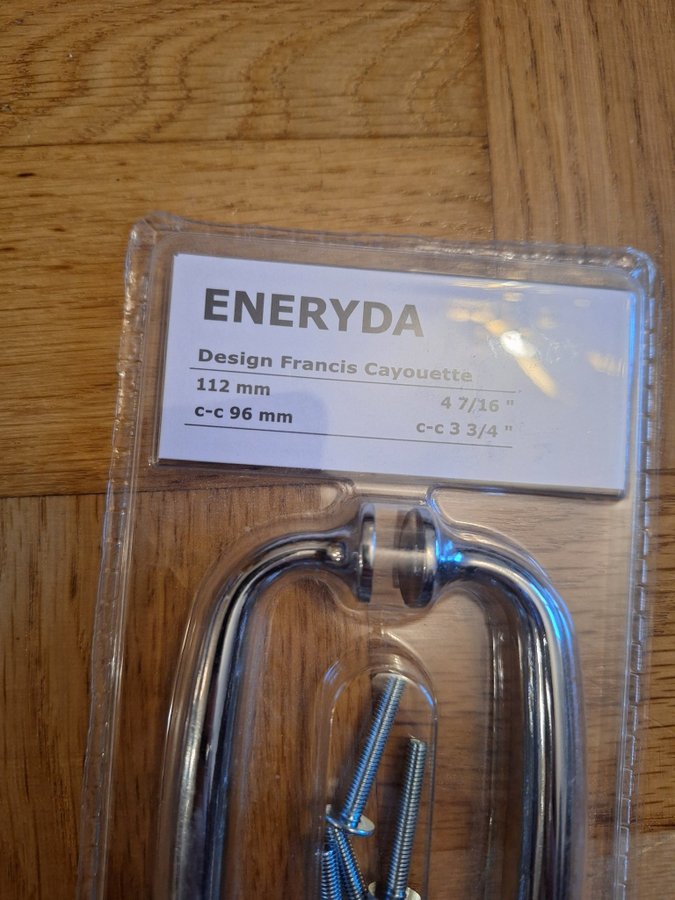 ENERYDA
Design Francis Cayouette
112 mm 4 7/16 "
c-c 96 mm c-c 3 3/4 "